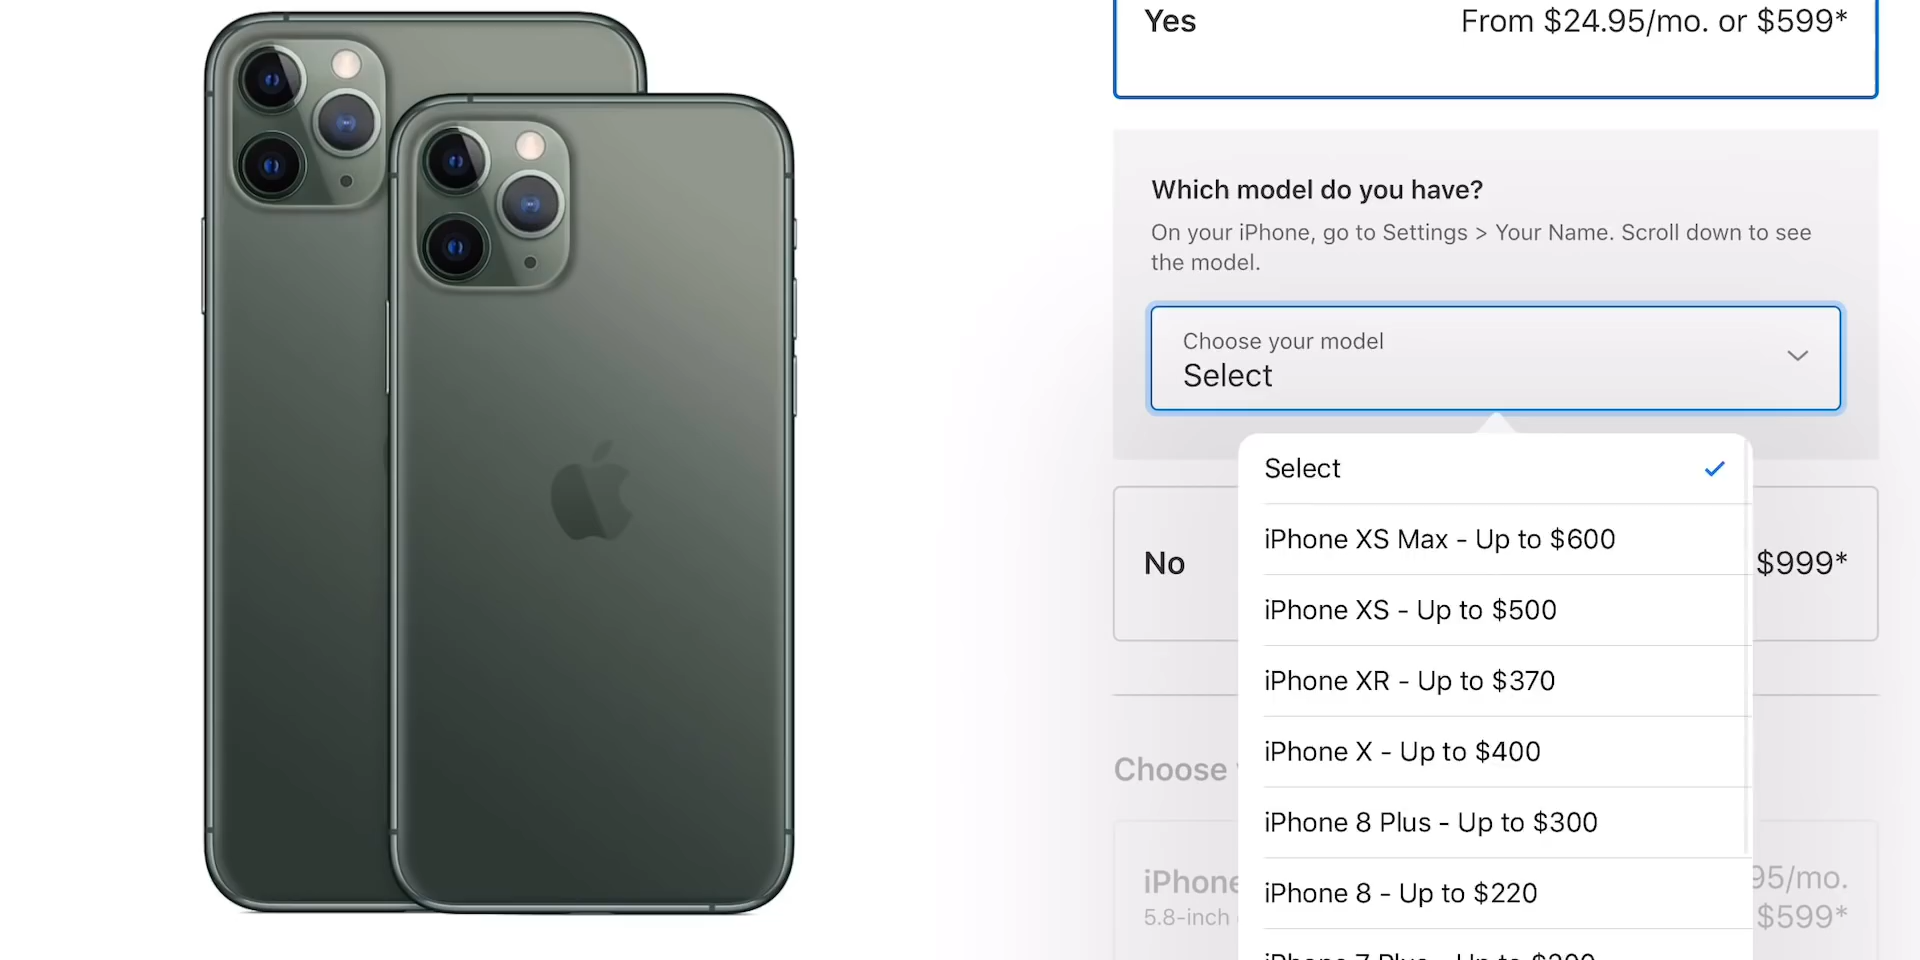 Yes
From $24.95/mo. or $599*
Which model do you have?
On your iPhone, go to Settings > Your Name. Scroll down to see
the model.
Choose your model
Select
Select
iPhone XS Max - Up to $600
iPhone XS - Up to $500
iPhone XR - Up to $370
iPhone X - Up to $400
iPhone 8 Plus - Up to $300
iPhone 8 - Up to $220
No
$999*
Choose
iPhone
5.8-inch
95/mo.
$599*